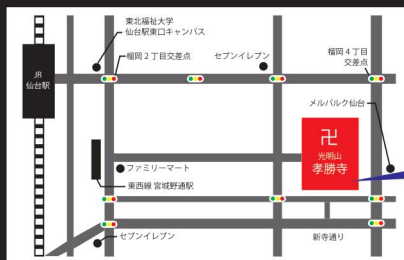 東北福祉大学
仙台駅東口キャンパス
榴岡2丁目交差点
セブンイレブン
榴岡4丁目
交差点
JR
仙台駅
メルパルク仙台
卍
光明山
孝勝寺
ファミリーマート
東西線 宮城野通駅
セブンイレブン
新寺通り